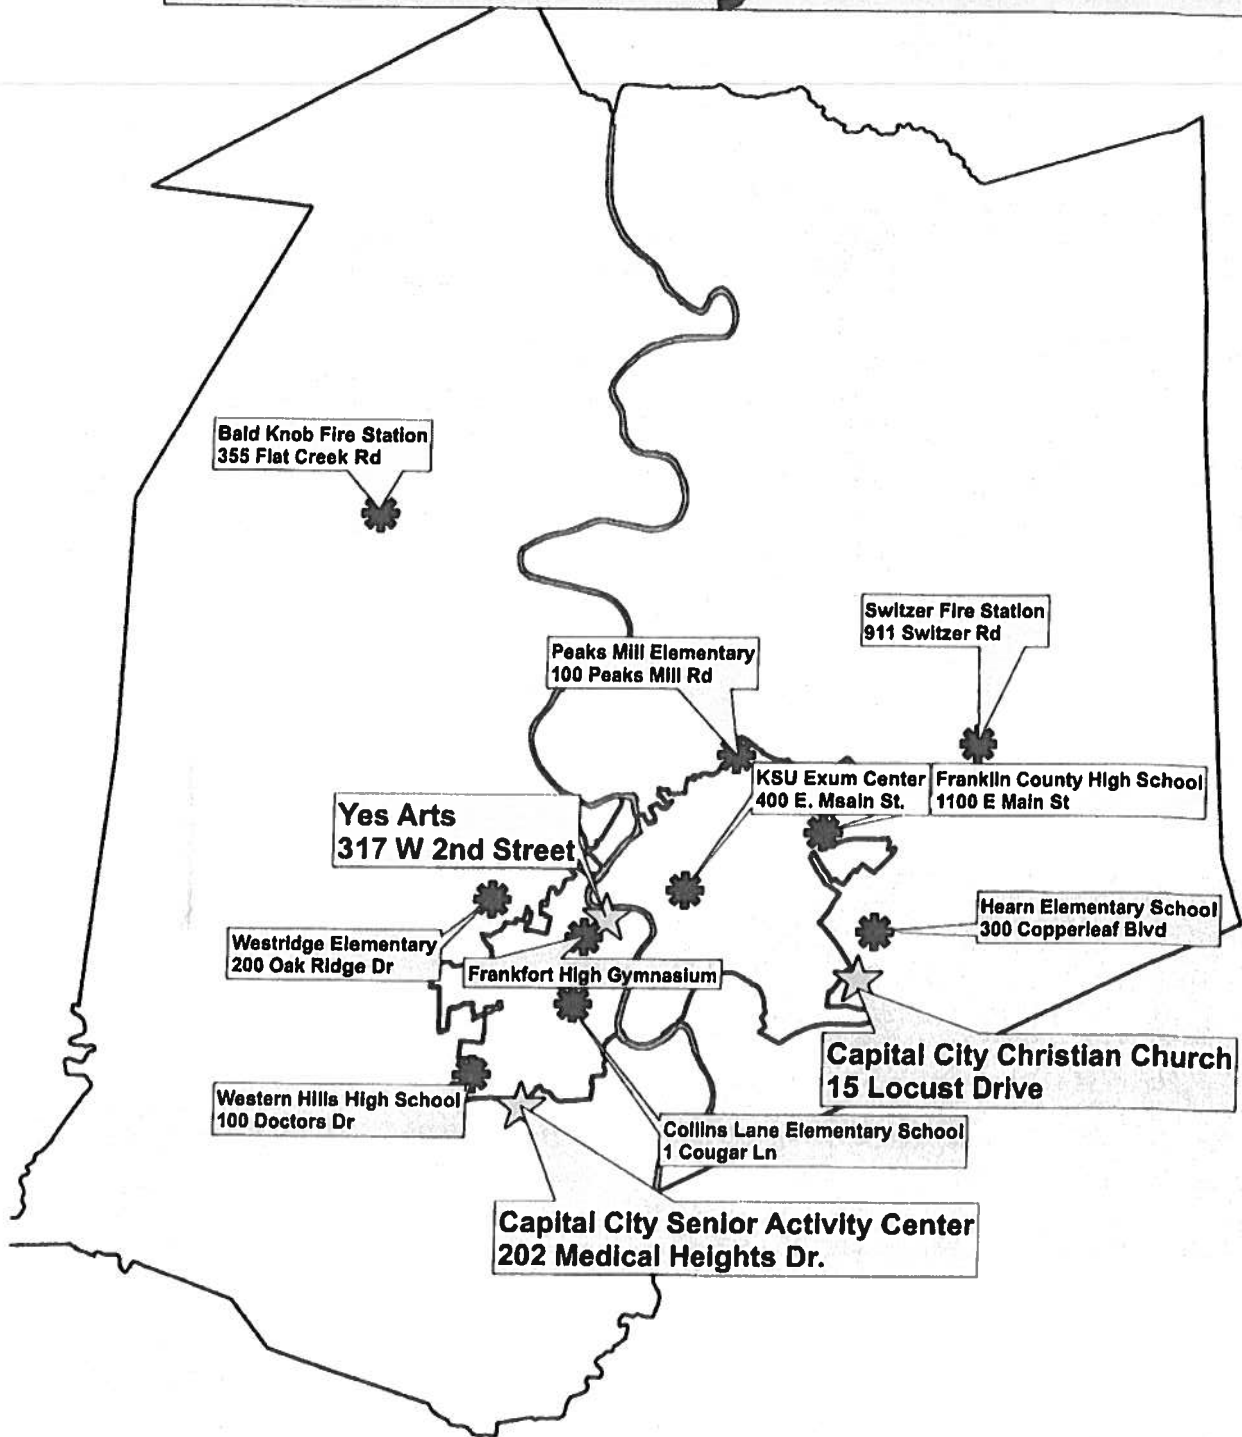 Bald Knob Fire Station
355 Flat Creek Rd
Switzer Fire Station
911 Switzer Rd
Peaks Mill Elementary
100 Peaks Mill Rd
KSU Exum Center
400 E. Msain St.
Franklin County High School
1100 E Main St
Yes Arts
317 W 2nd Street
Hearn Elementary School
300 Copperleaf Blvd
Westridge Elementary
200 Oak Ridge Dr
Frankfort High Gymnasium
Capital City Christian Church
15 Locust Drive
Western Hills High School
100 Doctors Dr
Collins Lane Elementary School
1 Cougar Ln
Capital City Senior Activity Center
202 Medical Heights Dr.